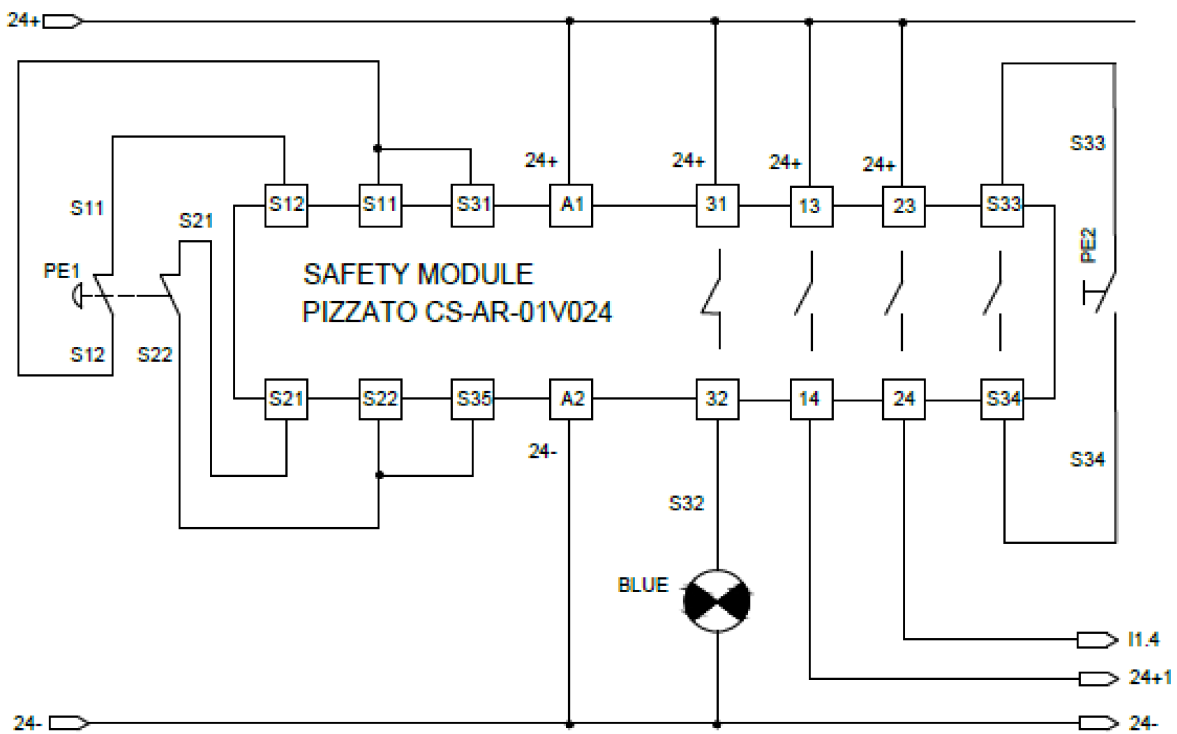 24+
24+
24+
24+
24+
S33
S12
S11
S31
A1
31
13
23
S33
S11
S21
PE1
SAFETY MODULE
PIZZATO CS-AR-01V024
PE2
S12
S22
S21
S22
S35
A2
32
14
24
S34
24-
S34
S32
BLUE
I1.4
24+1
24-
24-